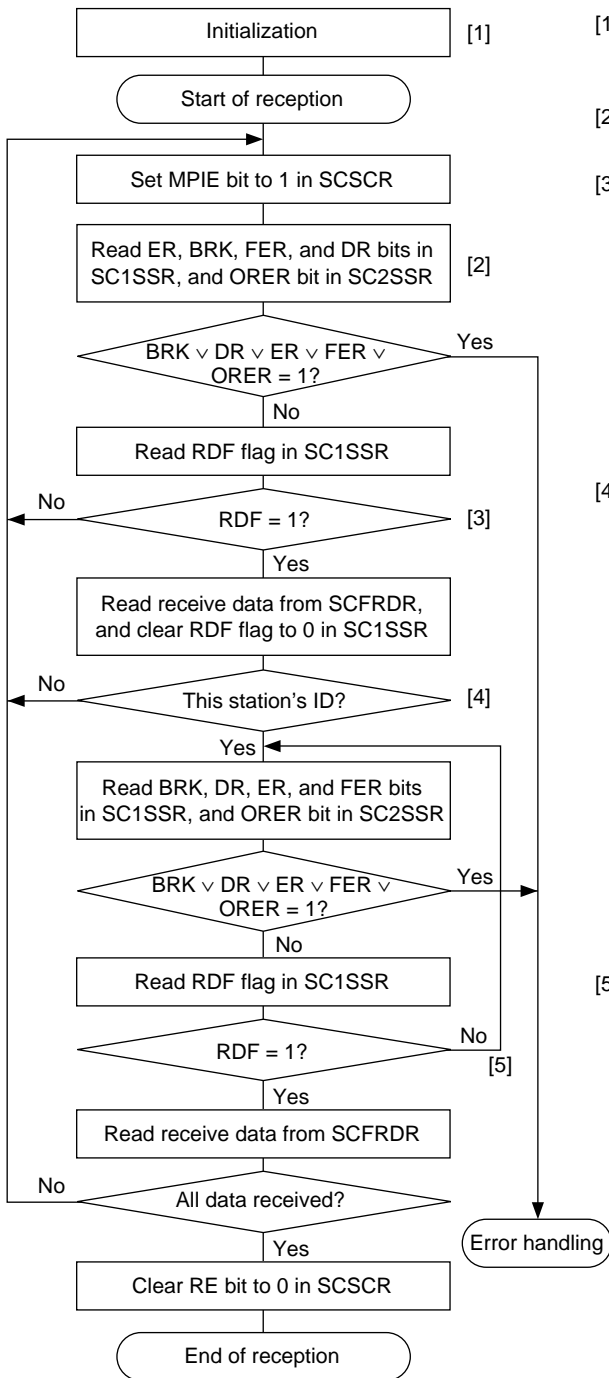 Initialization
[1]
[1
Start of reception
[2
Set MPIE bit to 1 in SCSCR
[3
Read ER, BRK, FER, and DR bits in
SC1SSR, and ORER bit in SC2SSR
[2]
BRK ∨ DR ∨ ER ∨ FER ∨
ORER = 1?
Yes
No
Read RDF flag in SC1SSR
[4
No
RDF = 1?
[3]
Yes
Read receive data from SCFRDR,
and clear RDF flag to 0 in SC1SSR
No
This station's ID?
[4]
Yes
Read BRK, DR, ER, and FER bits
in SC1SSR, and ORER bit in SC2SSR
BRK ∨ DR ∨ ER ∨ FER ∨
ORER = 1?
Yes
No
Read RDF flag in SC1SSR
[5
RDF = 1?
No
[5]
Yes
Read receive data from SCFRDR
No
All data received?
Yes
Error handling
Clear RE bit to 0 in SCSCR
End of reception